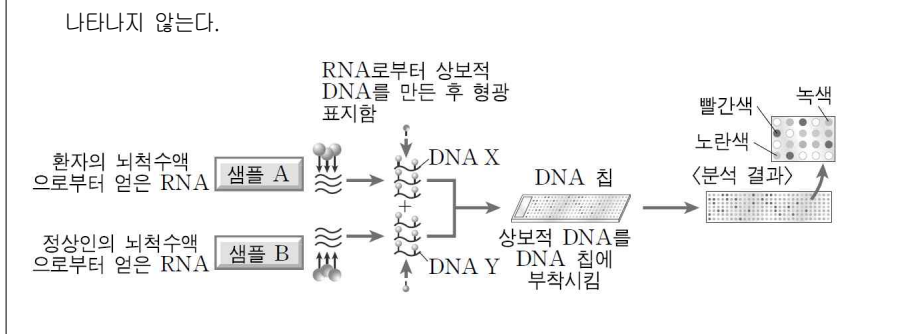 나타나지 않는다.
RNA로부터 상보적
DNA를 만든 후 형광
표지함
환자의 뇌척수액
으로부터 얻은 RNA
샘플 A
DNA X
+
정상인의 뇌척수액
으로부터 얻은 RNA
샘플 B
DNA Y
DNA 칩
상보적 DNA를
DNA 칩에
부착시킴
빨간색
녹색
노란색
〈분석 결과〉